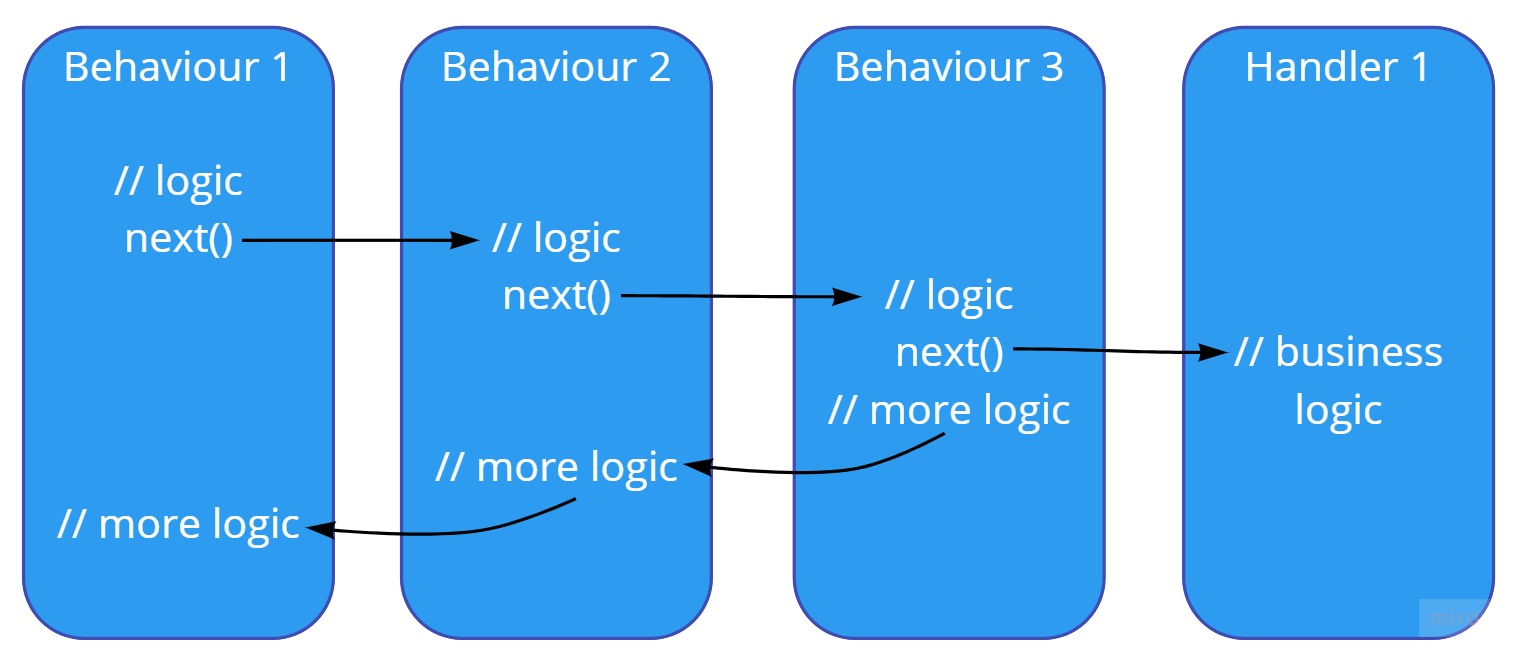 Behaviour 1
// logic
next()
// more logic
Behaviour 2
// logic
next()
// more logic
Behaviour 3
// logic
next()
// more logic
Handler 1
// business
logic
miro